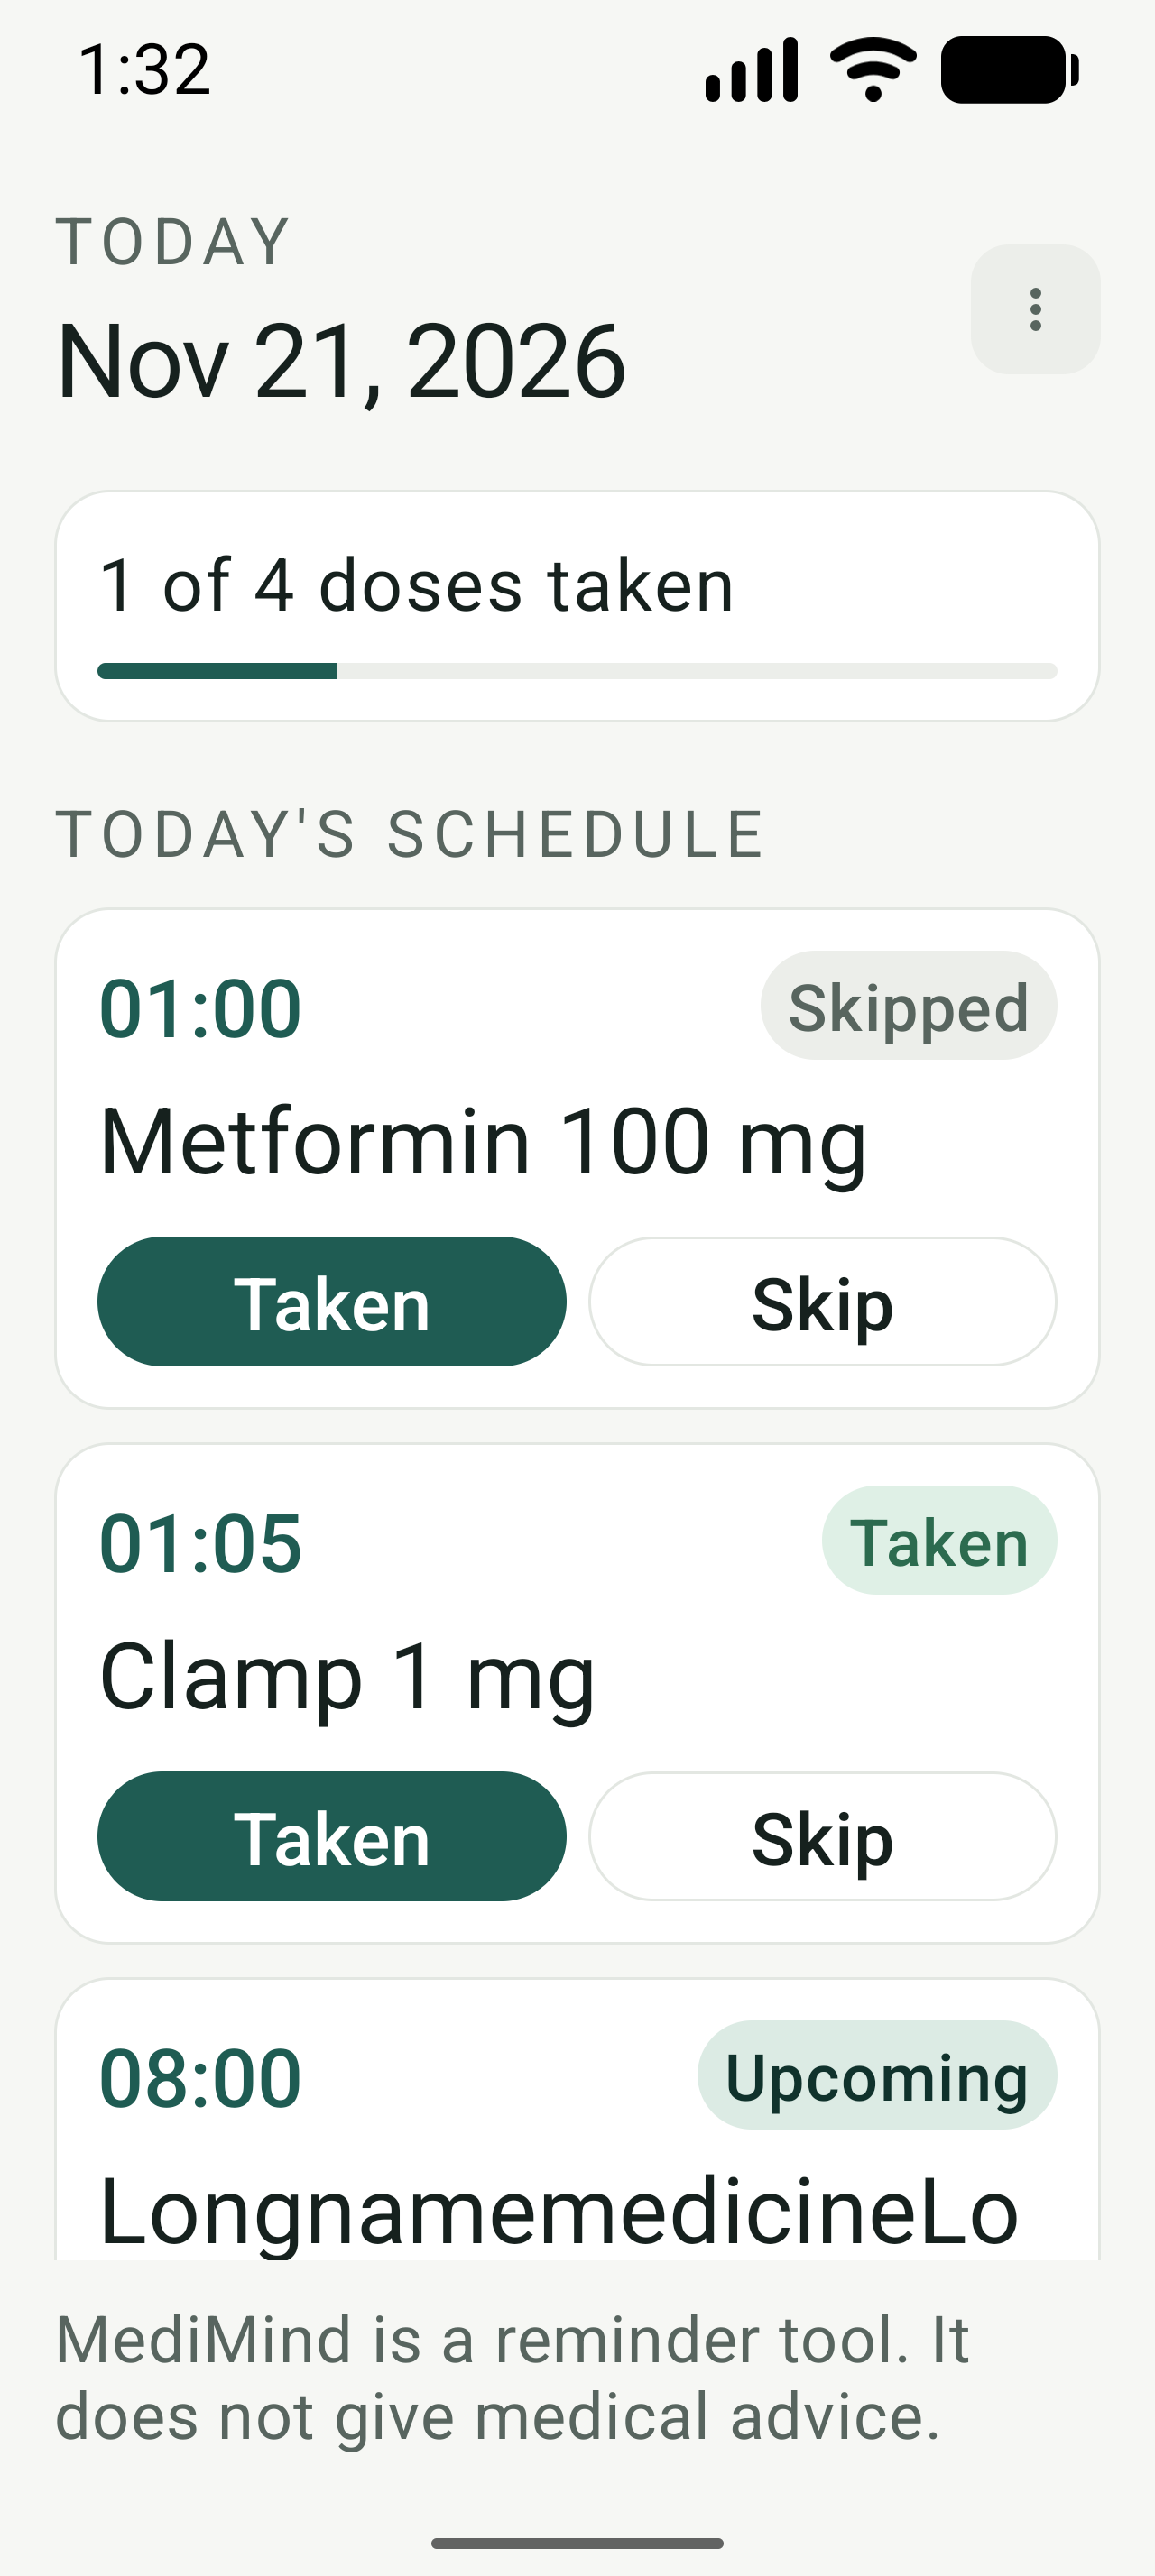 1:32
TODAY
Nov 21, 2026
1 of 4 doses taken
TODAY'S SCHEDULE
01:00
Skipped
Metformin 100 mg
Taken
Skip
01:05
Taken
Clamp 1 mg
Taken
Skip
08:00
Upcoming
LongnamemedicineLo
MediMind is a reminder tool. It
does not give medical advice.